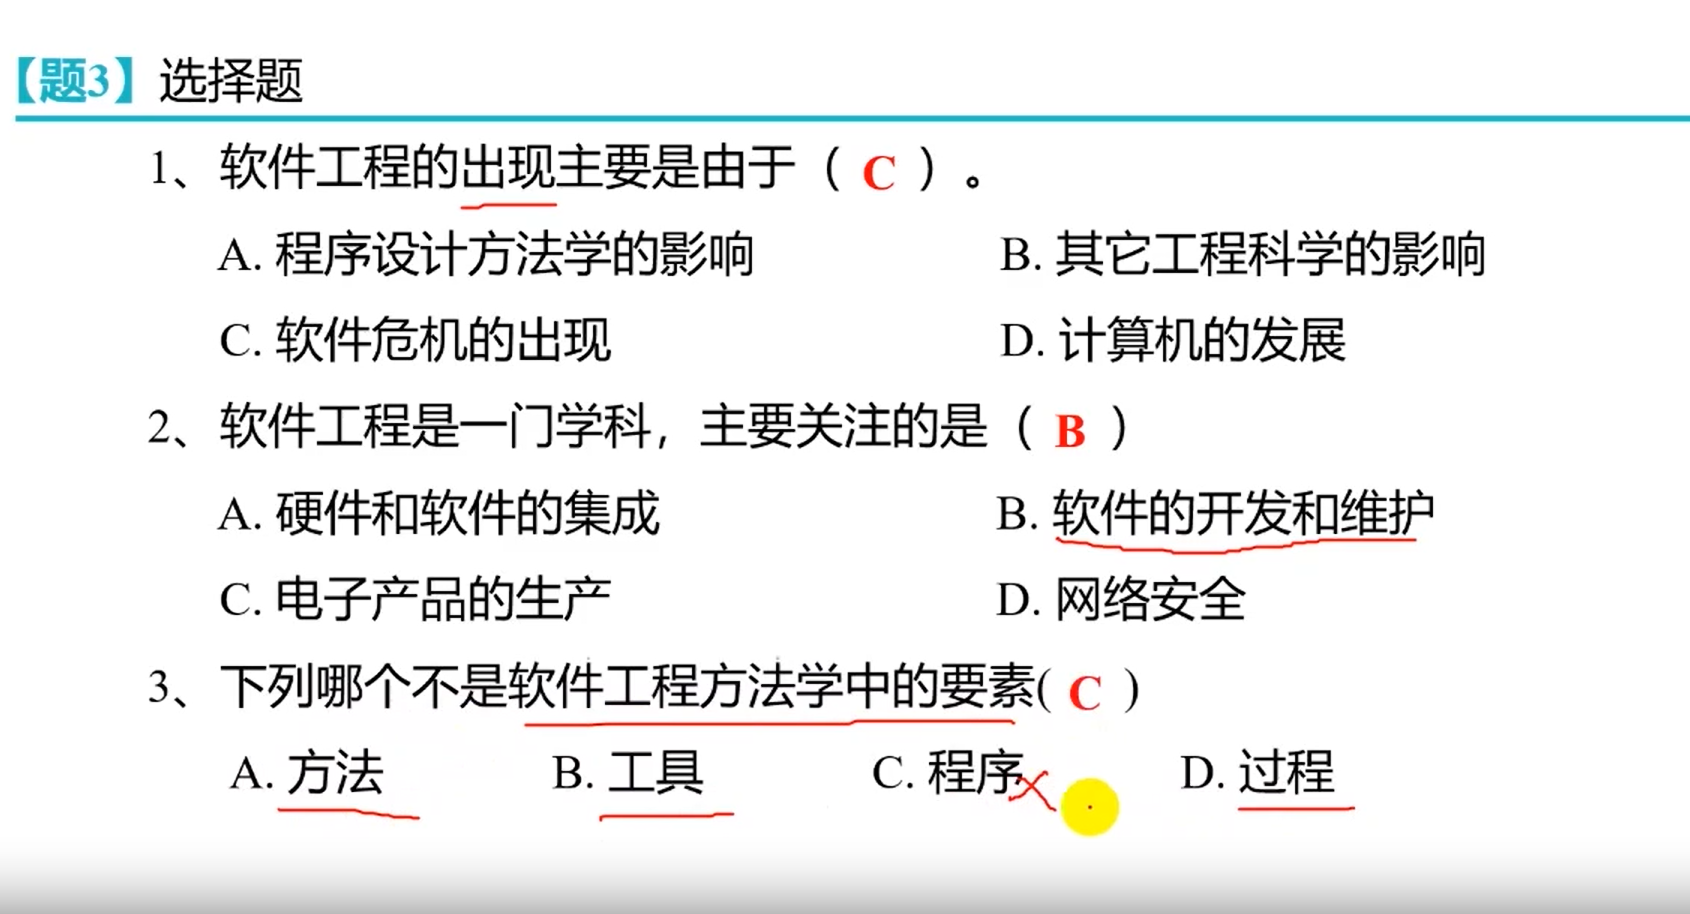 【题3】选择题
1、软件工程的出现主要是由于（ C ）。
A. 程序设计方法学的影响 B. 其它工程科学的影响
C. 软件危机的出现 D. 计算机的发展
2、软件工程是一门学科，主要关注的是（ B ）
A. 硬件和软件的集成 B. 软件的开发和维护
C. 电子产品的生产 D. 网络安全
3、下列哪个不是软件工程方法学中的要素( C )
A. 方法 B. 工具 C. 程序 D. 过程